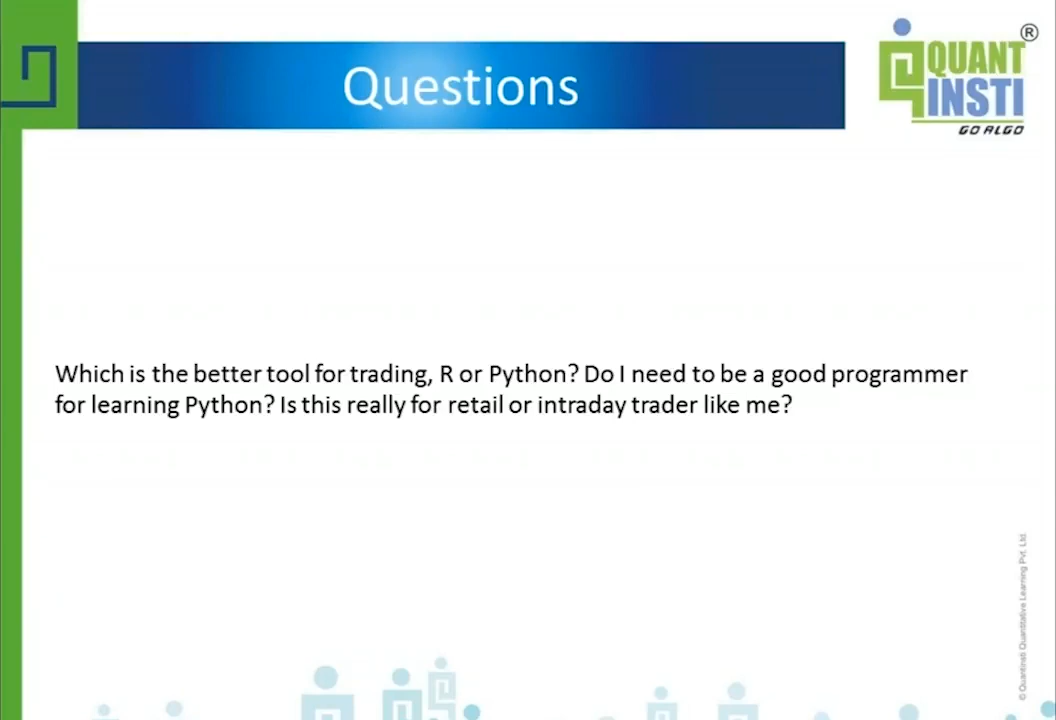 Questions
®
QUANT
INSTI
GO ALGO
Which is the better tool for trading, R or Python? Do I need to be a good programmer
for learning Python? Is this really for retail or intraday trader like me?
© QuantInsti Quantitative Learning Pvt. Ltd.